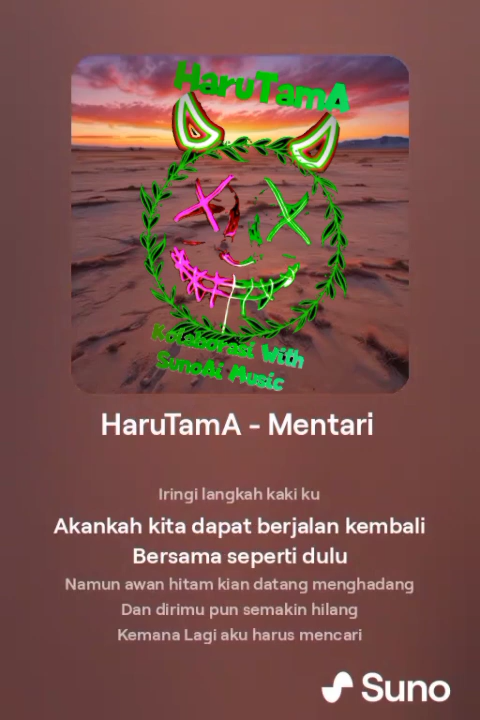 HaruTamA
Kolaborasi With
SunoAi Music
HaruTamA - Mentari
Iringi langkah kaki ku
Akankah kita dapat berjalan kembali
Bersama seperti dulu
Namun awan hitam kian datang menghadang
Dan dirimu pun semakin hilang
Kemana Lagi aku harus mencari
Suno